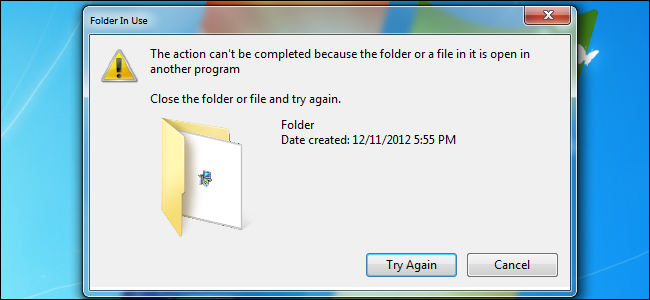 Folder In Use
The action can't be completed because the folder or a file in it is open in
another program
Close the folder or file and try again.
Folder
Date created: 12/11/2012 5:55 PM
Try Again
Cancel